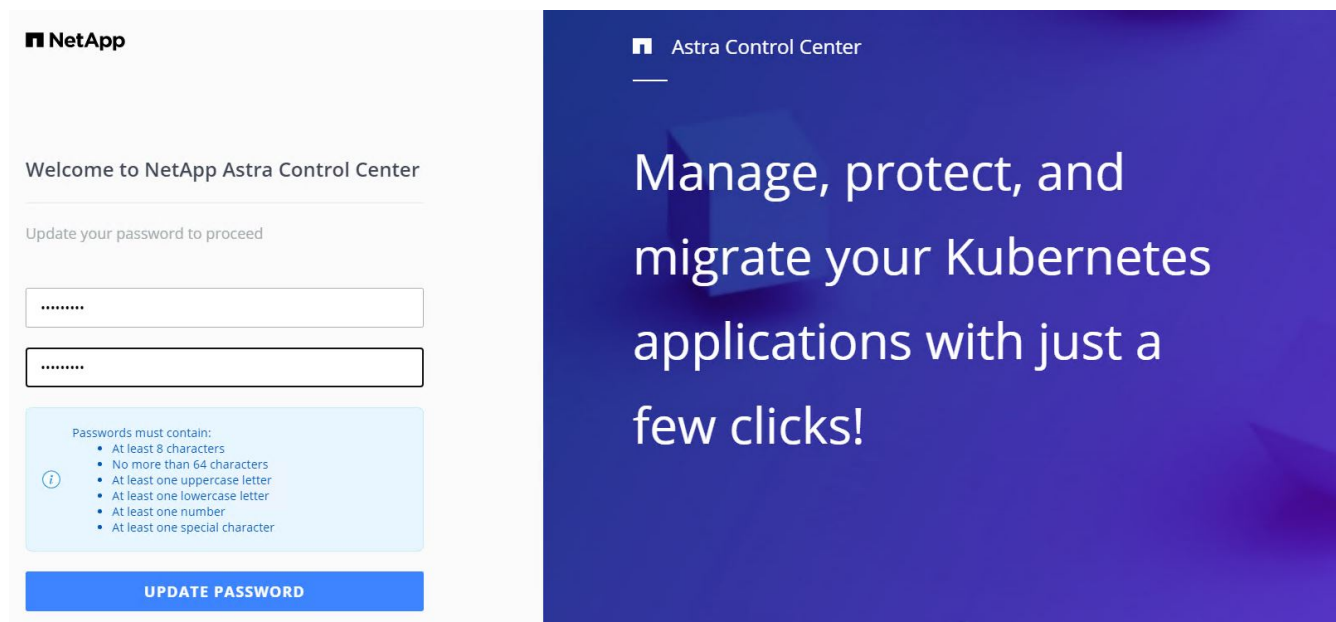 NetApp
Welcome to NetApp Astra Control Center
Update your password to proceed
•••••••••
•••••••••
Passwords must contain:
• At least 8 characters
• No more than 64 characters
• At least one uppercase letter
• At least one lowercase letter
• At least one number
• At least one special character
UPDATE PASSWORD
Astra Control Center
Manage, protect, and
migrate your Kubernetes
applications with just a
few clicks!